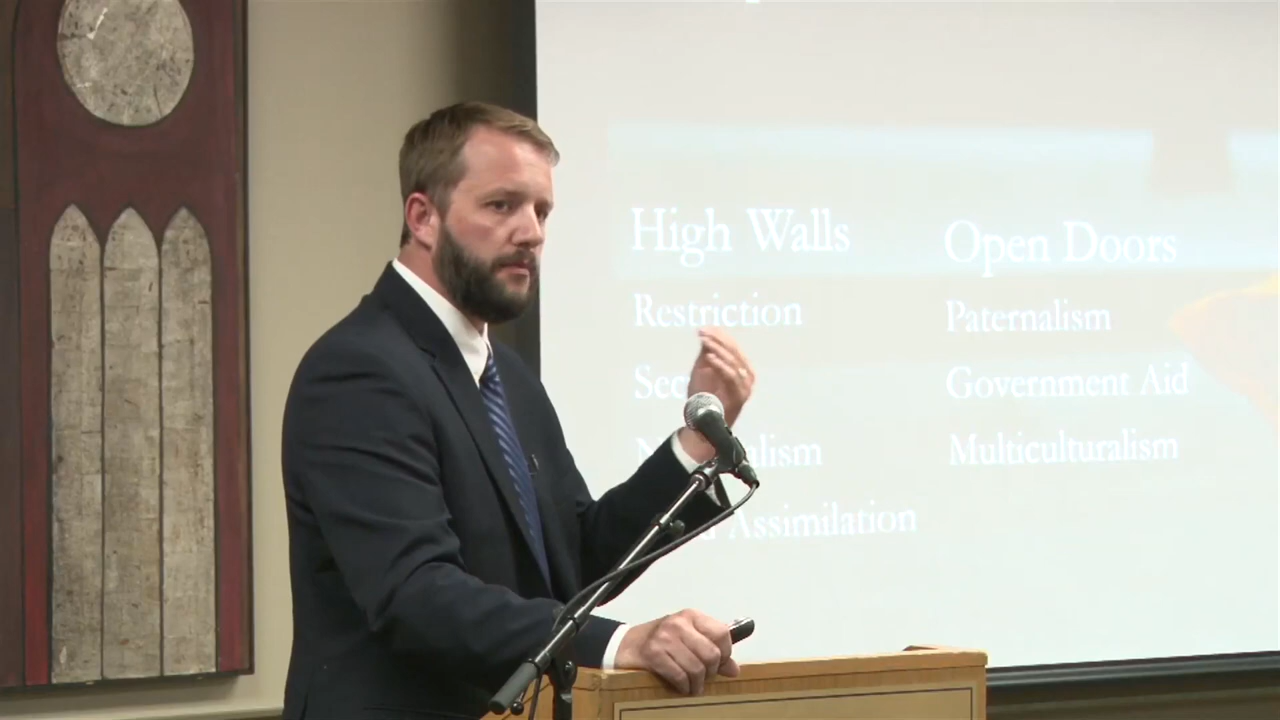 High Walls
Open Doors
Restriction
Paternalism
Government Aid
Multiculturalism
Assimilation